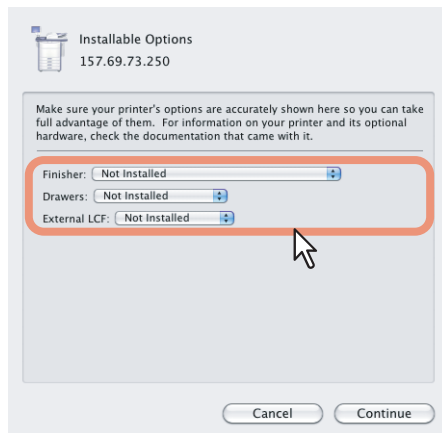 Installable Options
157.69.73.250
Make sure your printer's options are accurately shown here so you can take
full advantage of them. For information on your printer and its optional
hardware, check the documentation that came with it.
Finisher: Not Installed
Drawers: Not Installed
External LCF: Not Installed
Cancel Continue